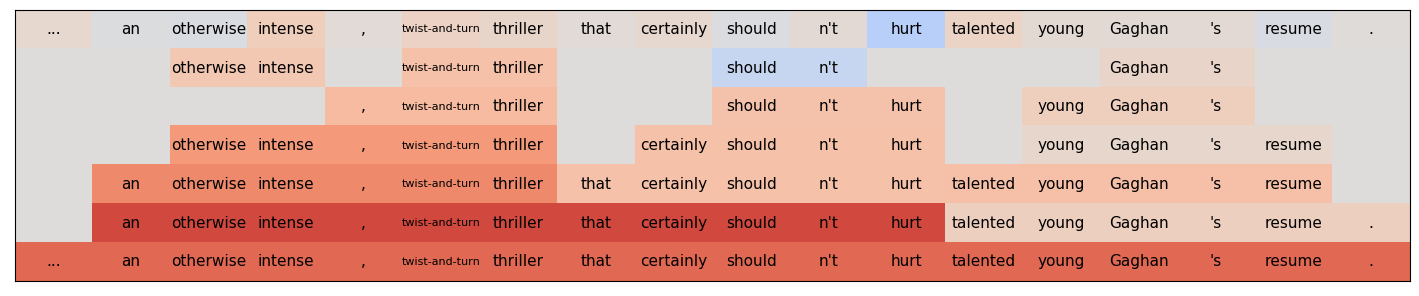 ... an otherwise intense , twist-and-turn thriller that certainly should n't hurt talented young Gaghan 's resume .
otherwise intense twist-and-turn thriller should n't Gaghan 's
, twist-and-turn thriller should n't hurt young Gaghan 's
otherwise intense , twist-and-turn thriller certainly should n't hurt young Gaghan 's resume
an otherwise intense , twist-and-turn thriller that certainly should n't hurt talented young Gaghan 's resume
an otherwise intense , twist-and-turn thriller that certainly should n't hurt talented young Gaghan 's resume .
... an otherwise intense , twist-and-turn thriller that certainly should n't hurt talented young Gaghan 's resume .